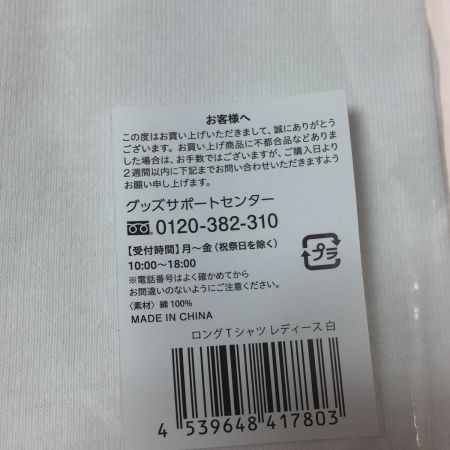 お客様へ
この度はお買い上げいただきまして、誠にありがとう
ございます。お買い上げ商品に不都合品などありま
した場合は、お手数ではございますが、ご購入日より
2週間以内に下記までお問い合わせいただきますよう
お願い申し上げます。
グッズサポートセンター
0120-382-310
【受付時間】月〜金（祝祭日を除く）
10:00〜18:00
※電話番号はよく確かめてから
お間違いのないようにご注意ください。
〈素材〉綿100%
MADE IN CHINA
プラ
ロングTシャツ レディース 白
4 539648 417803